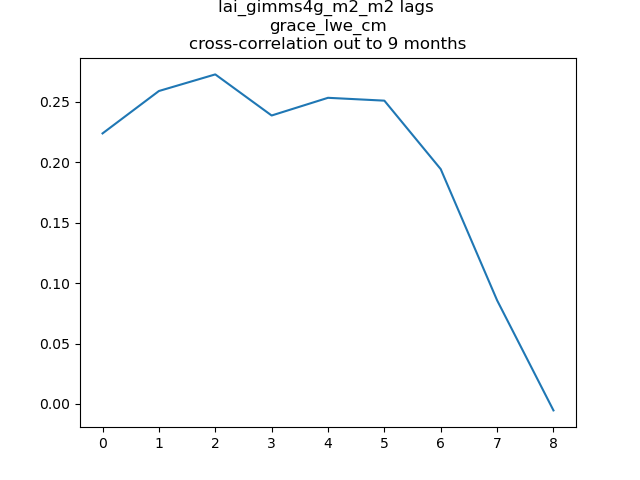 lai_gimms4g_m2_m2 lags
grace_lwe_cm
cross-correlation out to 9 months
0.25
0.20
0.15
0.10
0.05
0.00
0 1 2 3 4 5 6 7 8